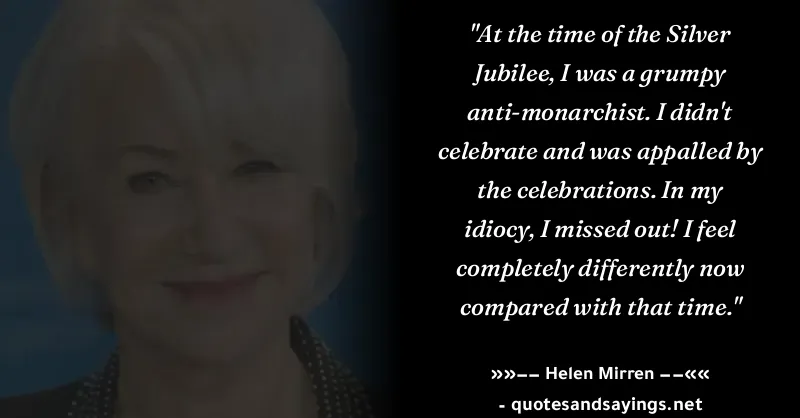 "At the time of the Silver
Jubilee, I was a grumpy
anti-monarchist. I didn't
celebrate and was appalled by
the celebrations. In my
idiocy, I missed out! I feel
completely differently now
compared with that time."
»»–– Helen Mirren ––««
- quotesandsayings.net